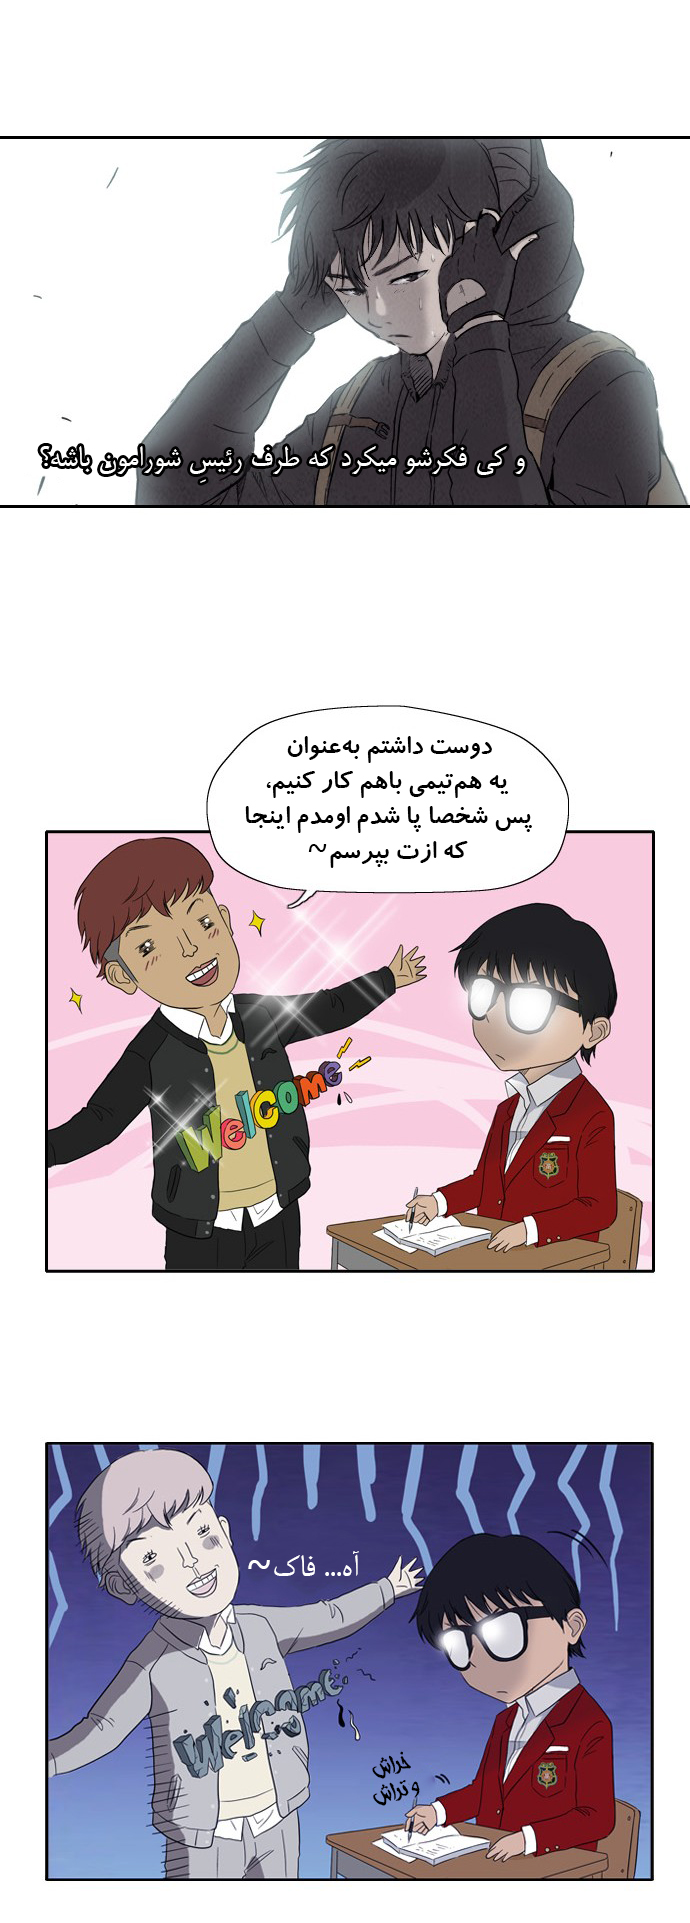 و کی فکرشو میکرد که طرف رئیسِ شورامون باشه؟
دوست داشتم به‌عنوان
یه هم‌تیمی باهم کار کنیم،
پس شخصا پا شدم اومدم اینجا
که ازت بپرسم~
Welcome
آه... فاک~
Welcome
خراش
و تراش